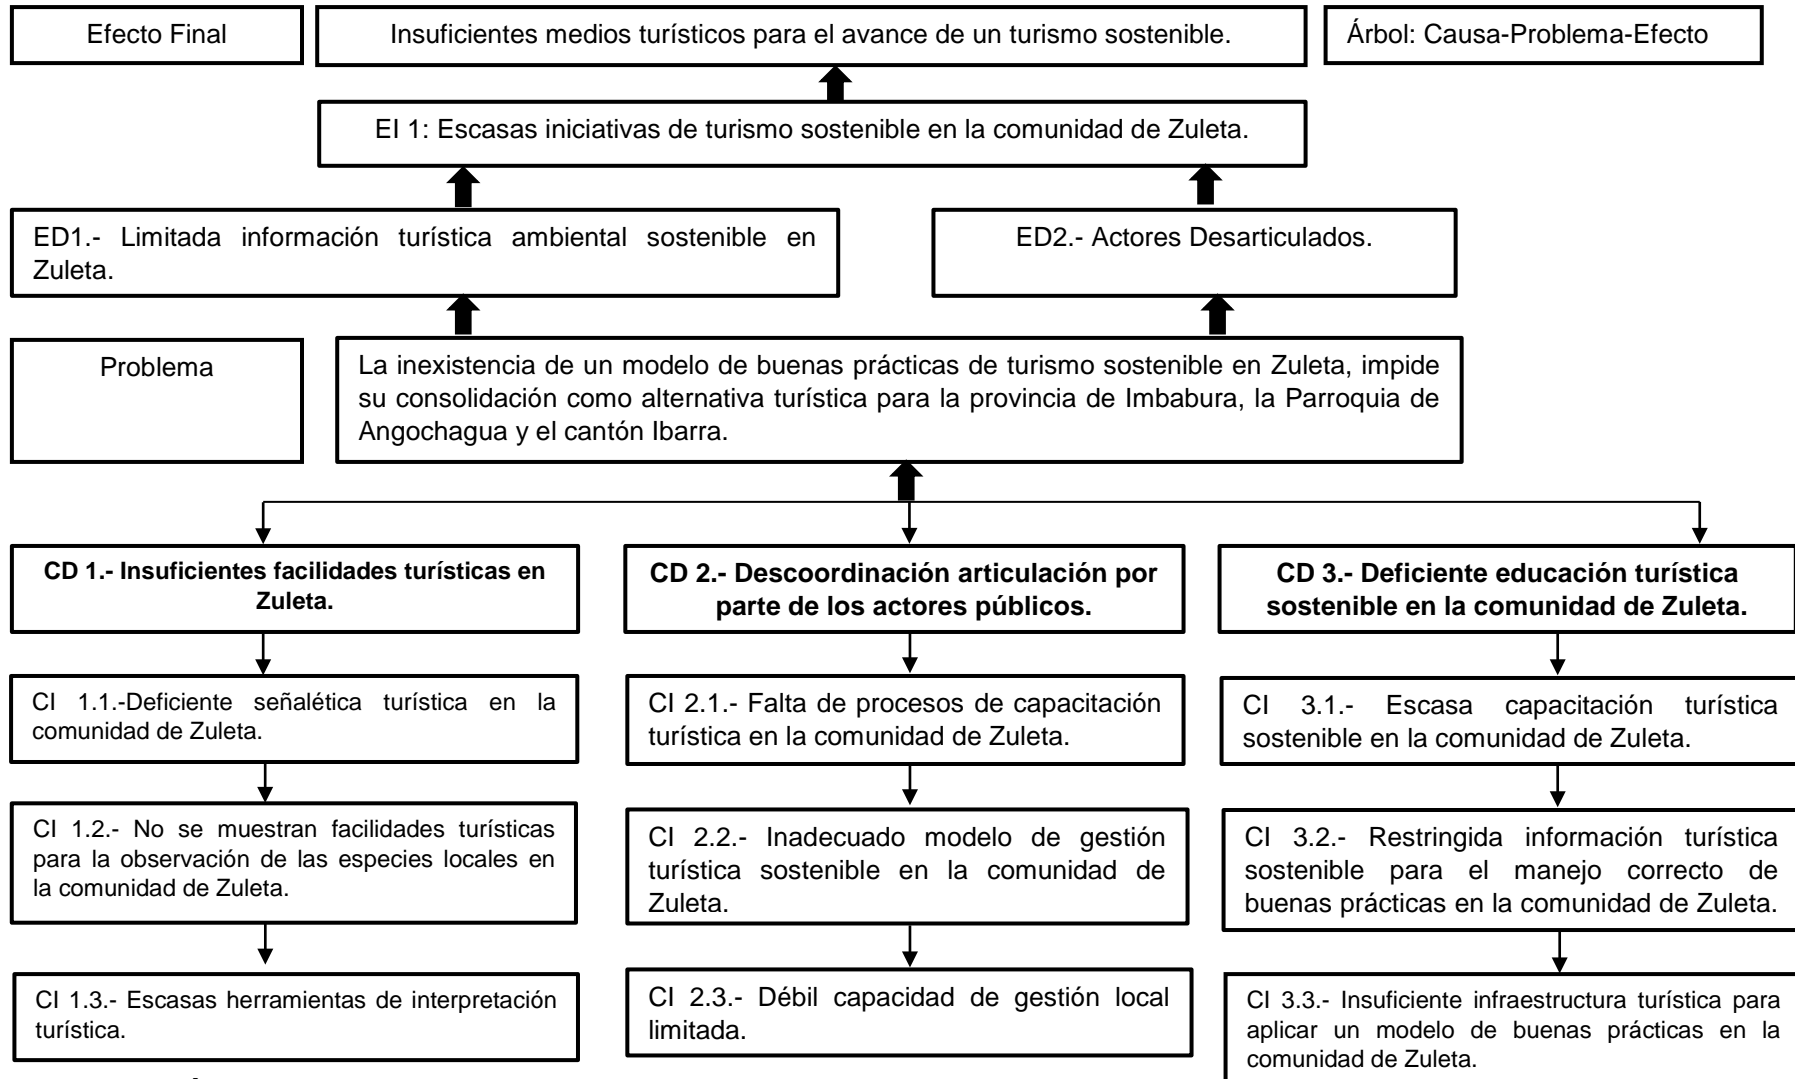 Efecto Final
Insuficientes medios turísticos para el avance de un turismo sostenible.
Árbol: Causa-Problema-Efecto
EI 1: Escasas iniciativas de turismo sostenible en la comunidad de Zuleta.
ED1.- Limitada información turística ambiental sostenible en
Zuleta.
ED2.- Actores Desarticulados.
Problema
La inexistencia de un modelo de buenas prácticas de turismo sostenible en Zuleta, impide
su consolidación como alternativa turística para la provincia de Imbabura, la Parroquia de
Angochagua y el cantón Ibarra.
CD 1.- Insuficientes facilidades turísticas en
Zuleta.
CD 2.- Descoordinación articulación por
parte de los actores públicos.
CD 3.- Deficiente educación turística
sostenible en la comunidad de Zuleta.
CI 1.1.-Deficiente señalética turística en la
comunidad de Zuleta.
CI 2.1.- Falta de procesos de capacitación
turística en la comunidad de Zuleta.
CI 3.1.- Escasa capacitación turística
sostenible en la comunidad de Zuleta.
CI 1.2.- No se muestran facilidades turísticas
para la observación de las especies locales en
la comunidad de Zuleta.
CI 2.2.- Inadecuado modelo de gestión
turística sostenible en la comunidad de
Zuleta.
CI 3.2.- Restringida información turística
sostenible para el manejo correcto de
buenas prácticas en la comunidad de Zuleta.
CI 1.3.- Escasas herramientas de interpretación
turística.
CI 2.3.- Débil capacidad de gestión local
limitada.
CI 3.3.- Insuficiente infraestructura turística para
aplicar un modelo de buenas prácticas en la
comunidad de Zuleta.